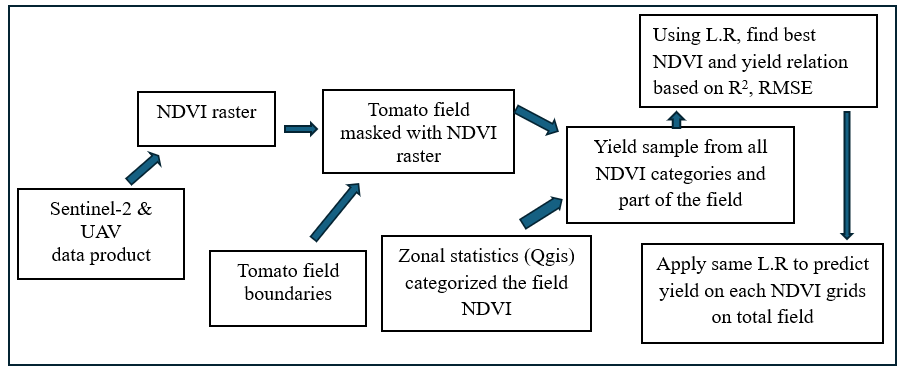 Sentinel-2 &
UAV
data product
NDVI raster
Tomato field
boundaries
Tomato field
masked with NDVI
raster
Zonal statistics (Qgis)
categorized the field
NDVI
Yield sample from all
NDVI categories and
part of the field
Using L.R, find best
NDVI and yield relation
based on R², RMSE
Apply same L.R to predict
yield on each NDVI grids
on total field